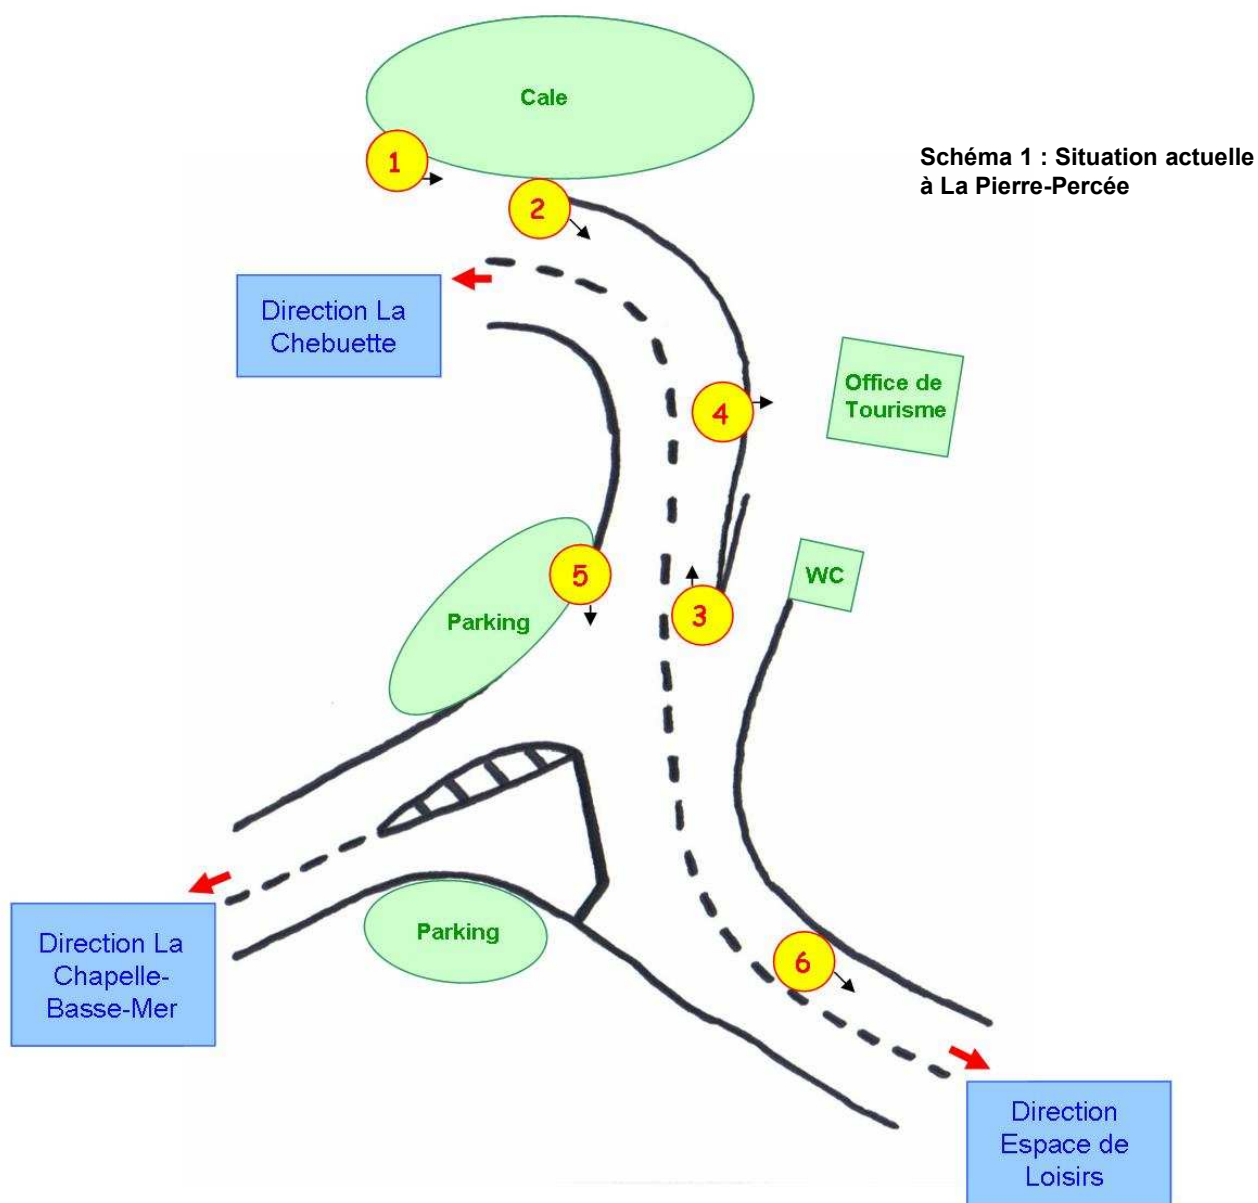 Cale
1
Schéma 1 : Situation actuelle
à La Pierre-Percée
2
Direction La
Chebuette
4
Office de
Tourisme
5
WC
3
Parking
Parking
6
Direction La
Chapelle-
Basse-Mer
Direction
Espace de
Loisirs